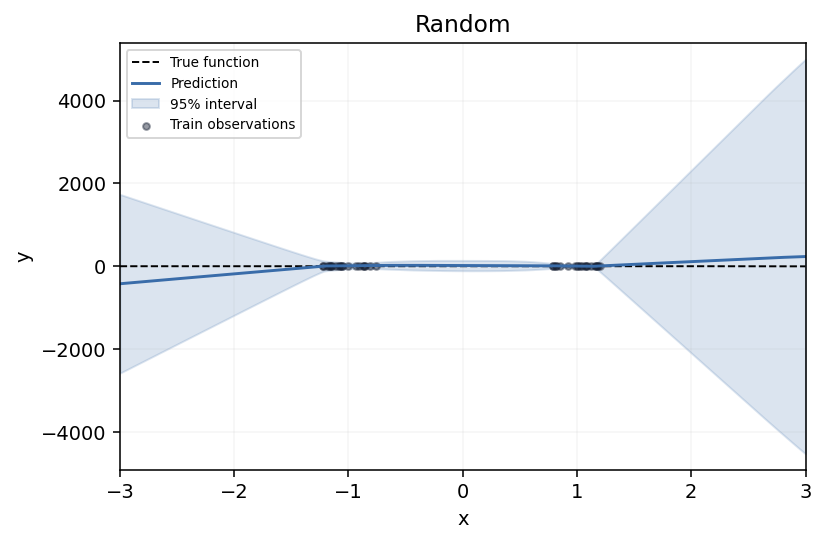 Random
True function
Prediction
95% interval
Train observations
4000
2000
0
−2000
−4000
y
−3
−2
−1
0
1
2
3
x